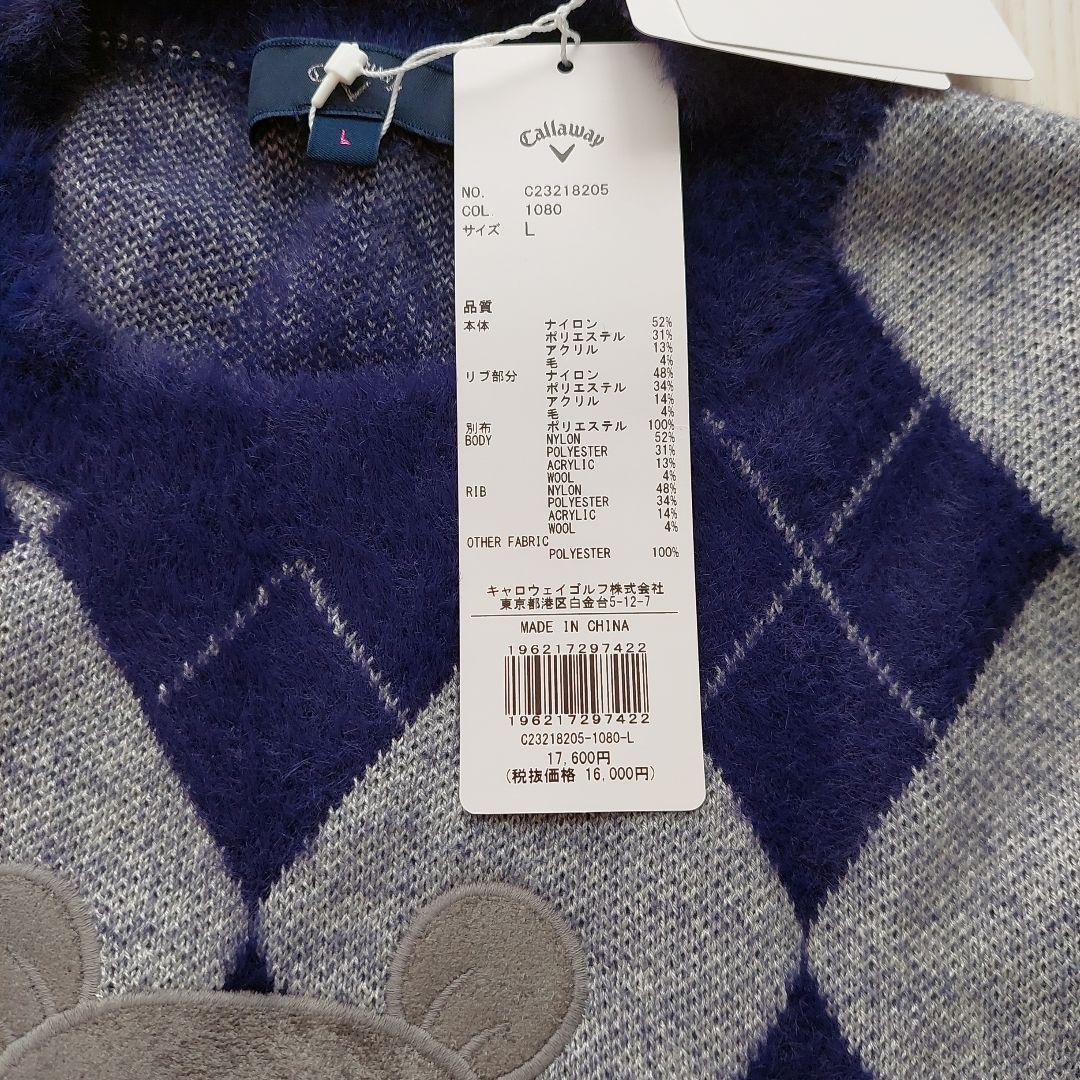 L
Callaway
NO. C23218205
COL. 1080
サイズ L
品質
本体 ナイロン 52%
ポリエステル 31%
アクリル 13%
毛 4%
リブ部分 ナイロン 48%
ポリエステル 34%
アクリル 14%
毛 4%
別布 ポリエステル 100%
BODY NYLON 52%
POLYESTER 31%
ACRYLIC 13%
WOOL 4%
RIB NYLON 48%
POLYESTER 34%
ACRYLIC 14%
WOOL 4%
OTHER FABRIC
POLYESTER 100%
キャロウェイゴルフ株式会社
東京都港区白金台5-12-7
MADE IN CHINA
196217297422
196217297422
C23218205-1080-L
17,600円
(税抜価格 16,000円)